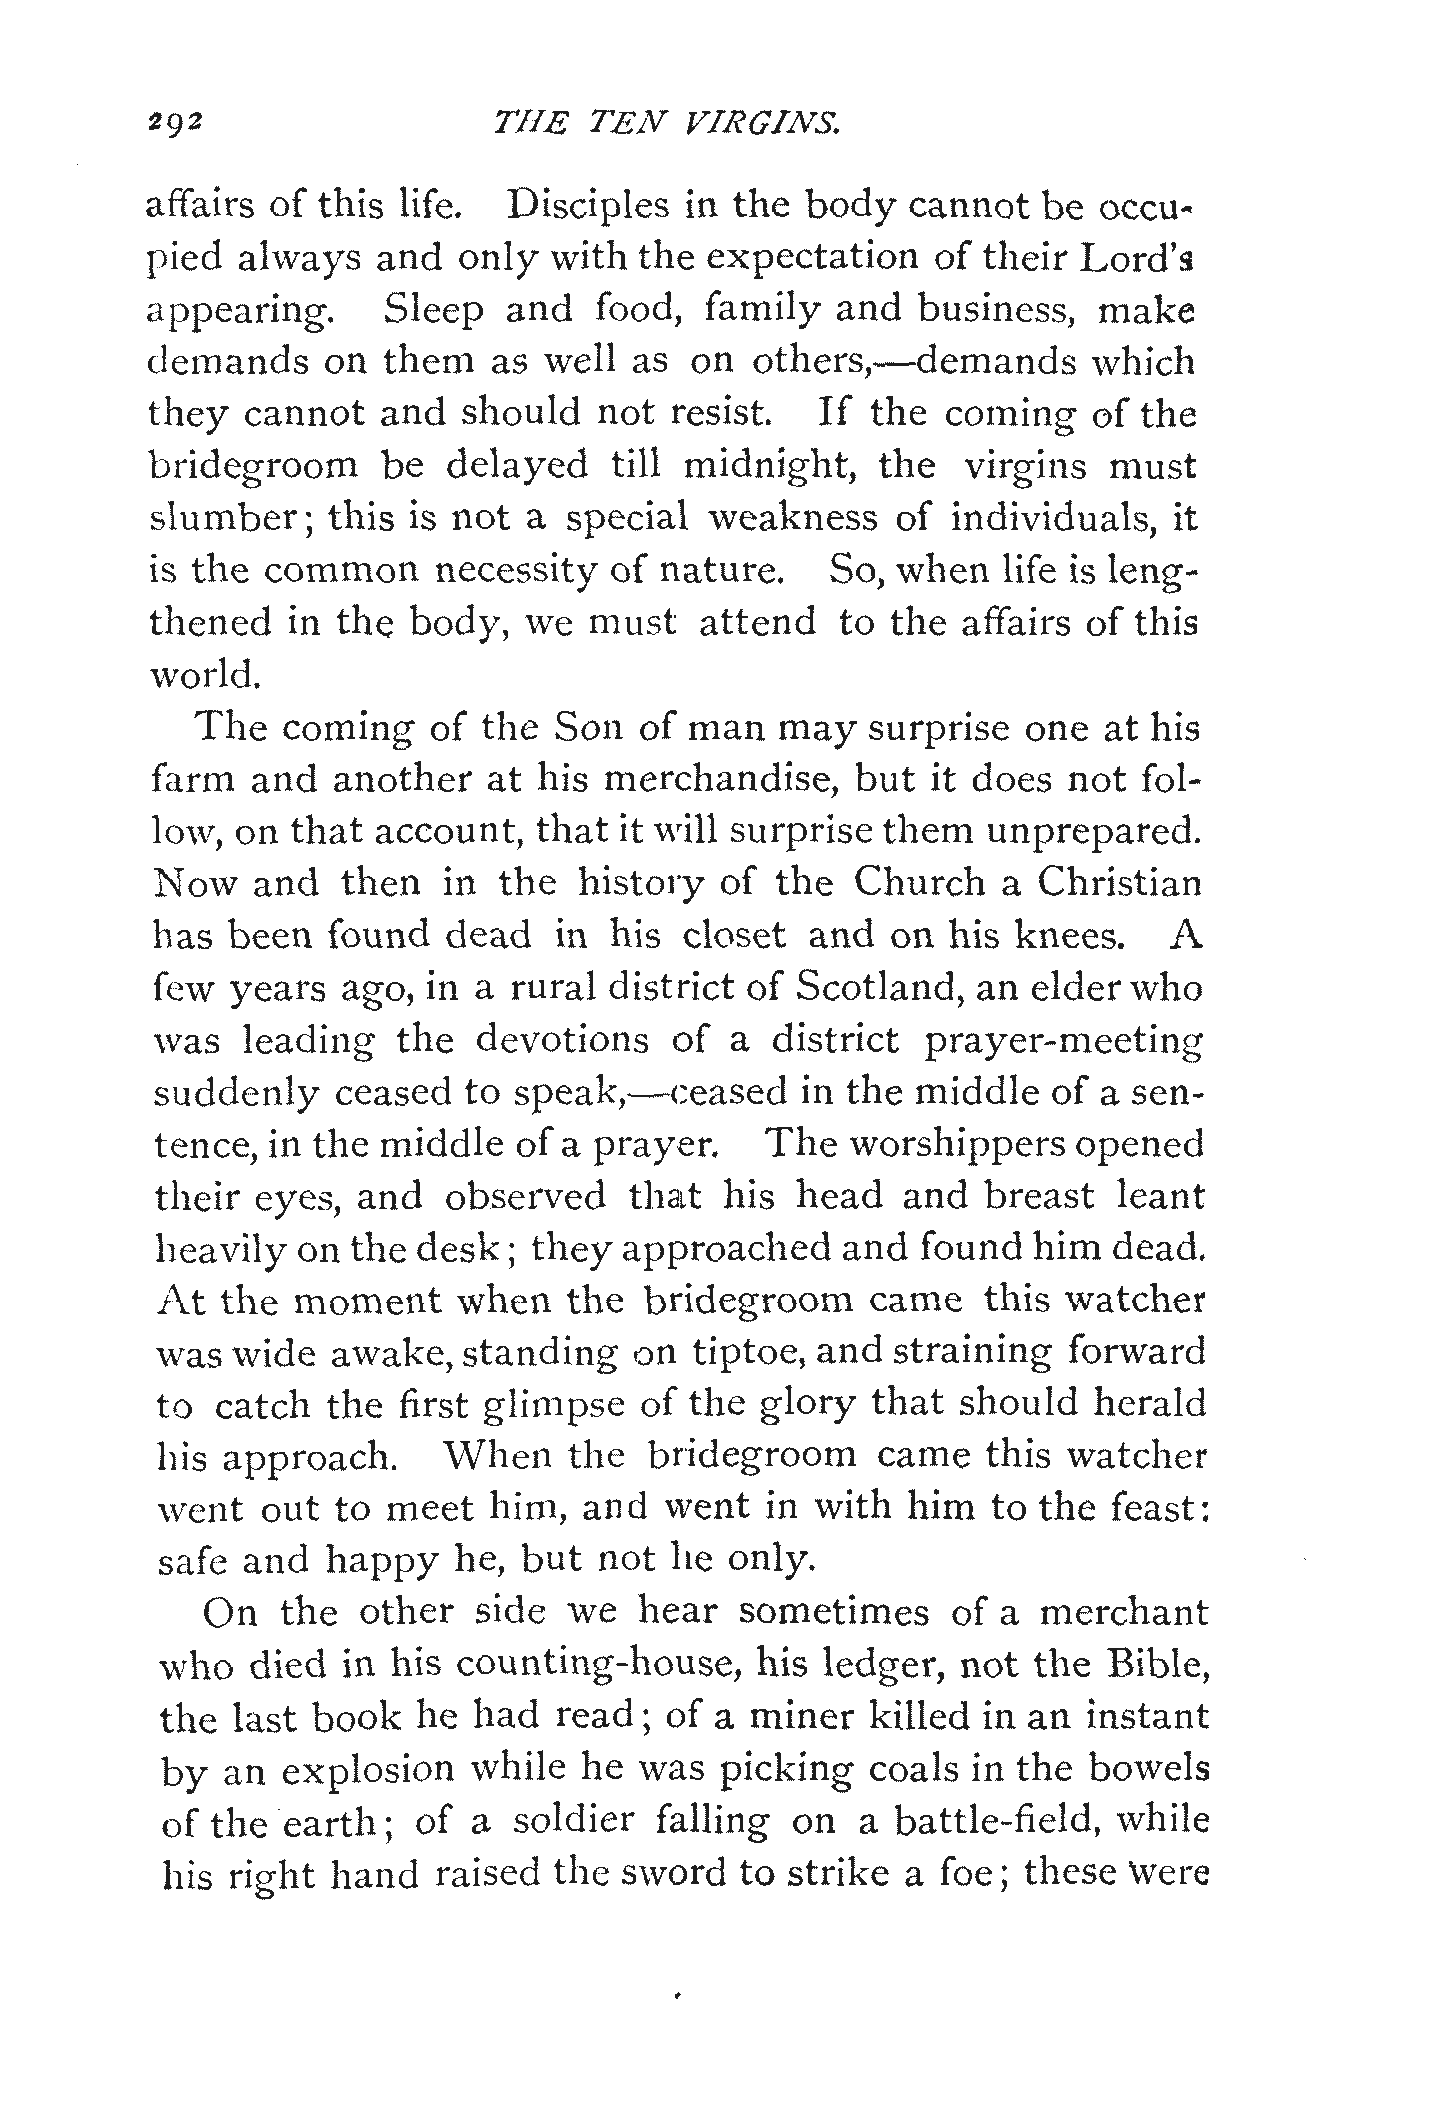 292 THE TEN VIRGINS.
affairs of this life. Disciples in the body cannot be occu-
pied always and only with the expectation of their Lord's
appearing. Sleep and food, family and business, make
demands on them as well as on others,—demands which
they cannot and should not resist. If the coming of the
bridegroom be delayed till midnight, the virgins must
slumber; this is not a special weakness of individuals, it
is the common necessity of nature. So, when life is leng-
thened in the body, we must attend to the affairs of this
world.
The coming of the Son of man may surprise one at his
farm and another at his merchandise, but it does not fol-
low, on that account, that it will surprise them unprepared.
Now and then in the history of the Church a Christian
has been found dead in his closet and on his knees. A
few years ago, in a rural district of Scotland, an elder who
was leading the devotions of a district prayer-meeting
suddenly ceased to speak,—ceased in the middle of a sen-
tence, in the middle of a prayer. The worshippers opened
their eyes, and observed that his head and breast leant
heavily on the desk; they approached and found him dead.
At the moment when the bridegroom came this watcher
was wide awake, standing on tiptoe, and straining forward
to catch the first glimpse of the glory that should herald
his approach. When the bridegroom came this watcher
went out to meet him, and went in with him to the feast:
safe and happy he, but not he only.
On the other side we hear sometimes of a merchant
who died in his counting-house, his ledger, not the Bible,
the last book he had read; of a miner killed in an instant
by an explosion while he was picking coals in the bowels
of the earth; of a soldier falling on a battle-field, while
his right hand raised the sword to strike a foe; these were